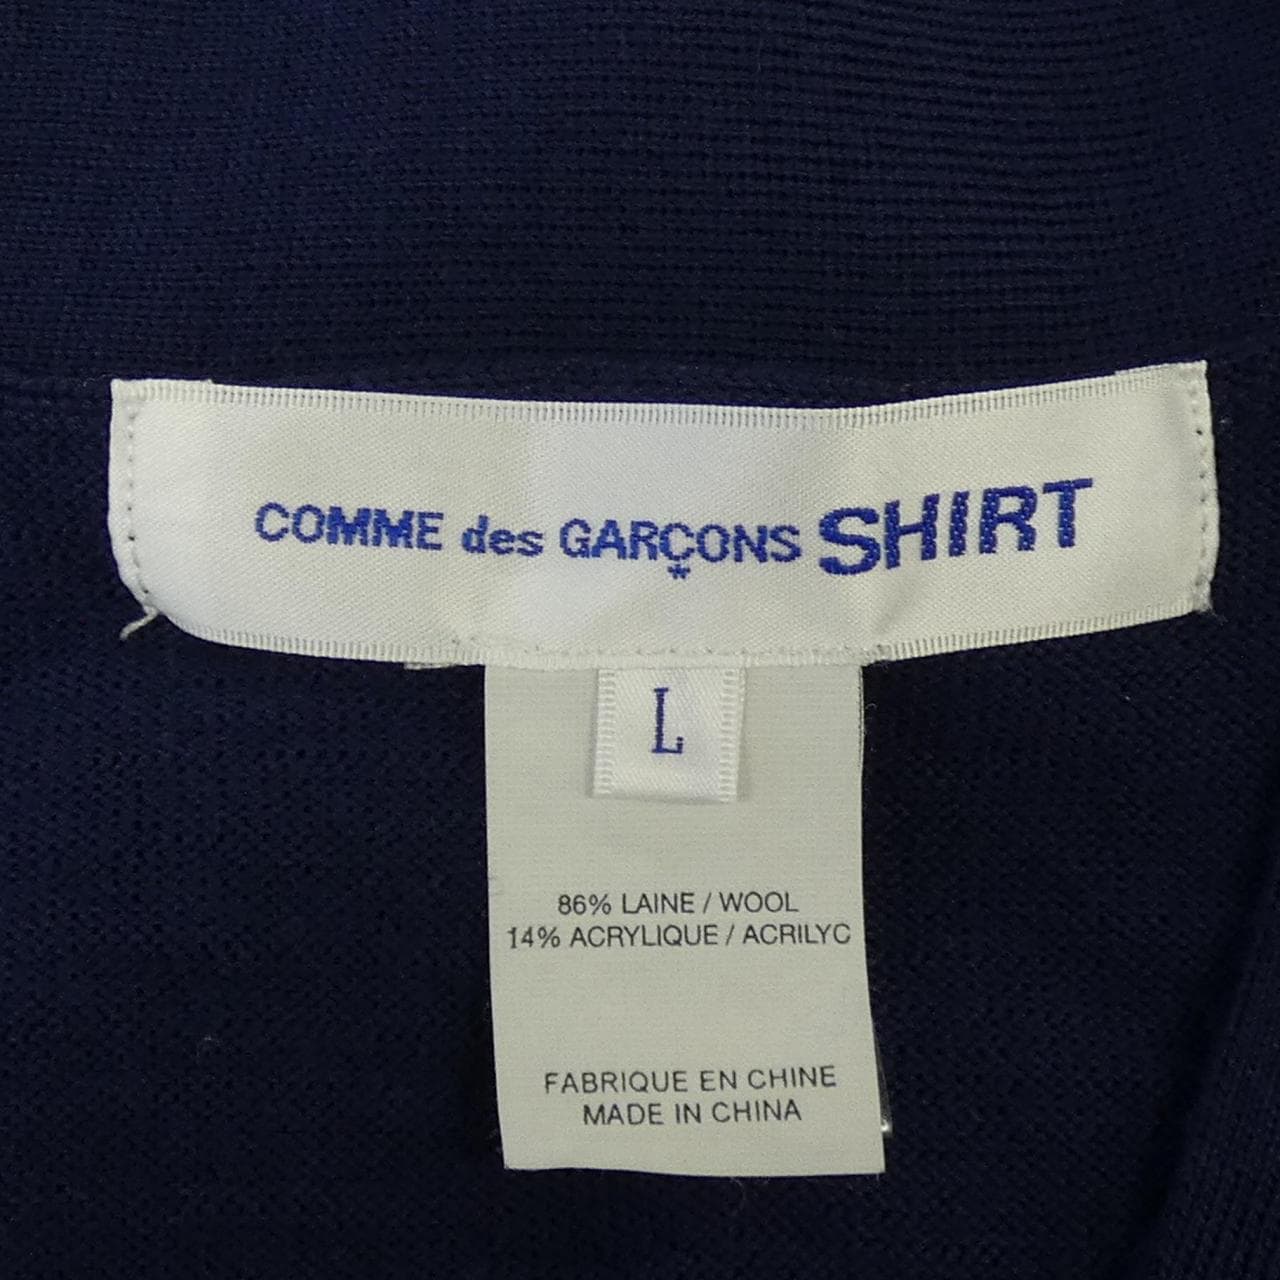 COMME des GARÇONS SHIRT
*
L
86% LAINE / WOOL
14% ACRYLIQUE / ACRILYC
FABRIQUE EN CHINE
MADE IN CHINA